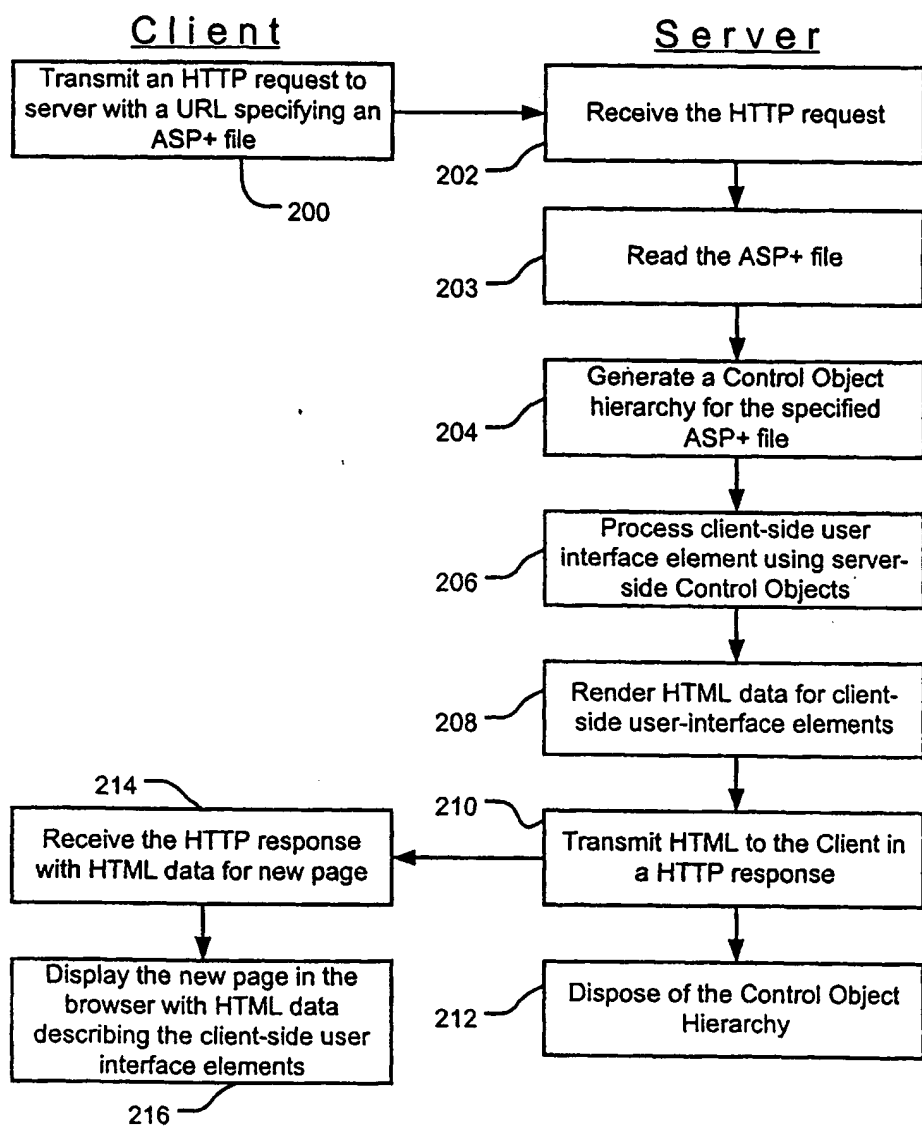 Client
Server
Transmit an HTTP request to
server with a URL specifying an
ASP+ file
200
Receive the HTTP request
202
Read the ASP+ file
203
Generate a Control Object
hierarchy for the specified
ASP+ file
204
Process client-side user
interface element using server-
side Control Objects
206
Render HTML data for client-
side user-interface elements
208
210
Transmit HTML to the Client in
a HTTP response
214
Receive the HTTP response
with HTML data for new page
Display the new page in the
browser with HTML data
describing the client-side user
interface elements
216
Dispose of the Control Object
Hierarchy
212